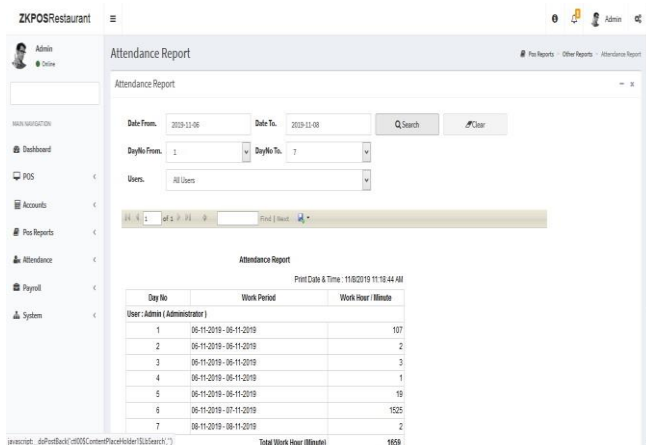 ZKPOSRestaurant
Admin
Admin
Online
Attendance Report
Pos Reports - Other Reports - Attendance Report
Attendance Report
MAIN NAVIGATION
Dashboard
POS
Accounts
Pos Reports
Attendance
Payroll
System
Date From. 2019-11-06 Date To. 2019-11-08 Search Clear
DayNo From. 1 DayNo To. 7
Users. All Users
1 of 1 Find | Next
Attendance Report
Print Date & Time : 11/8/2019 11:18:44 AM
Day No Work Period Work Hour / Minute
User : Admin ( Administrator )
1 06-11-2019 - 06-11-2019 107
2 06-11-2019 - 06-11-2019 2
3 06-11-2019 - 06-11-2019 3
4 06-11-2019 - 06-11-2019 1
5 06-11-2019 - 06-11-2019 19
6 06-11-2019 - 07-11-2019 1525
7 08-11-2019 - 08-11-2019 2
Total Work Hour (Minute) 1659
javascript:__doPostBack('ctl00$ContentPlaceHolder1$LbSearch','')